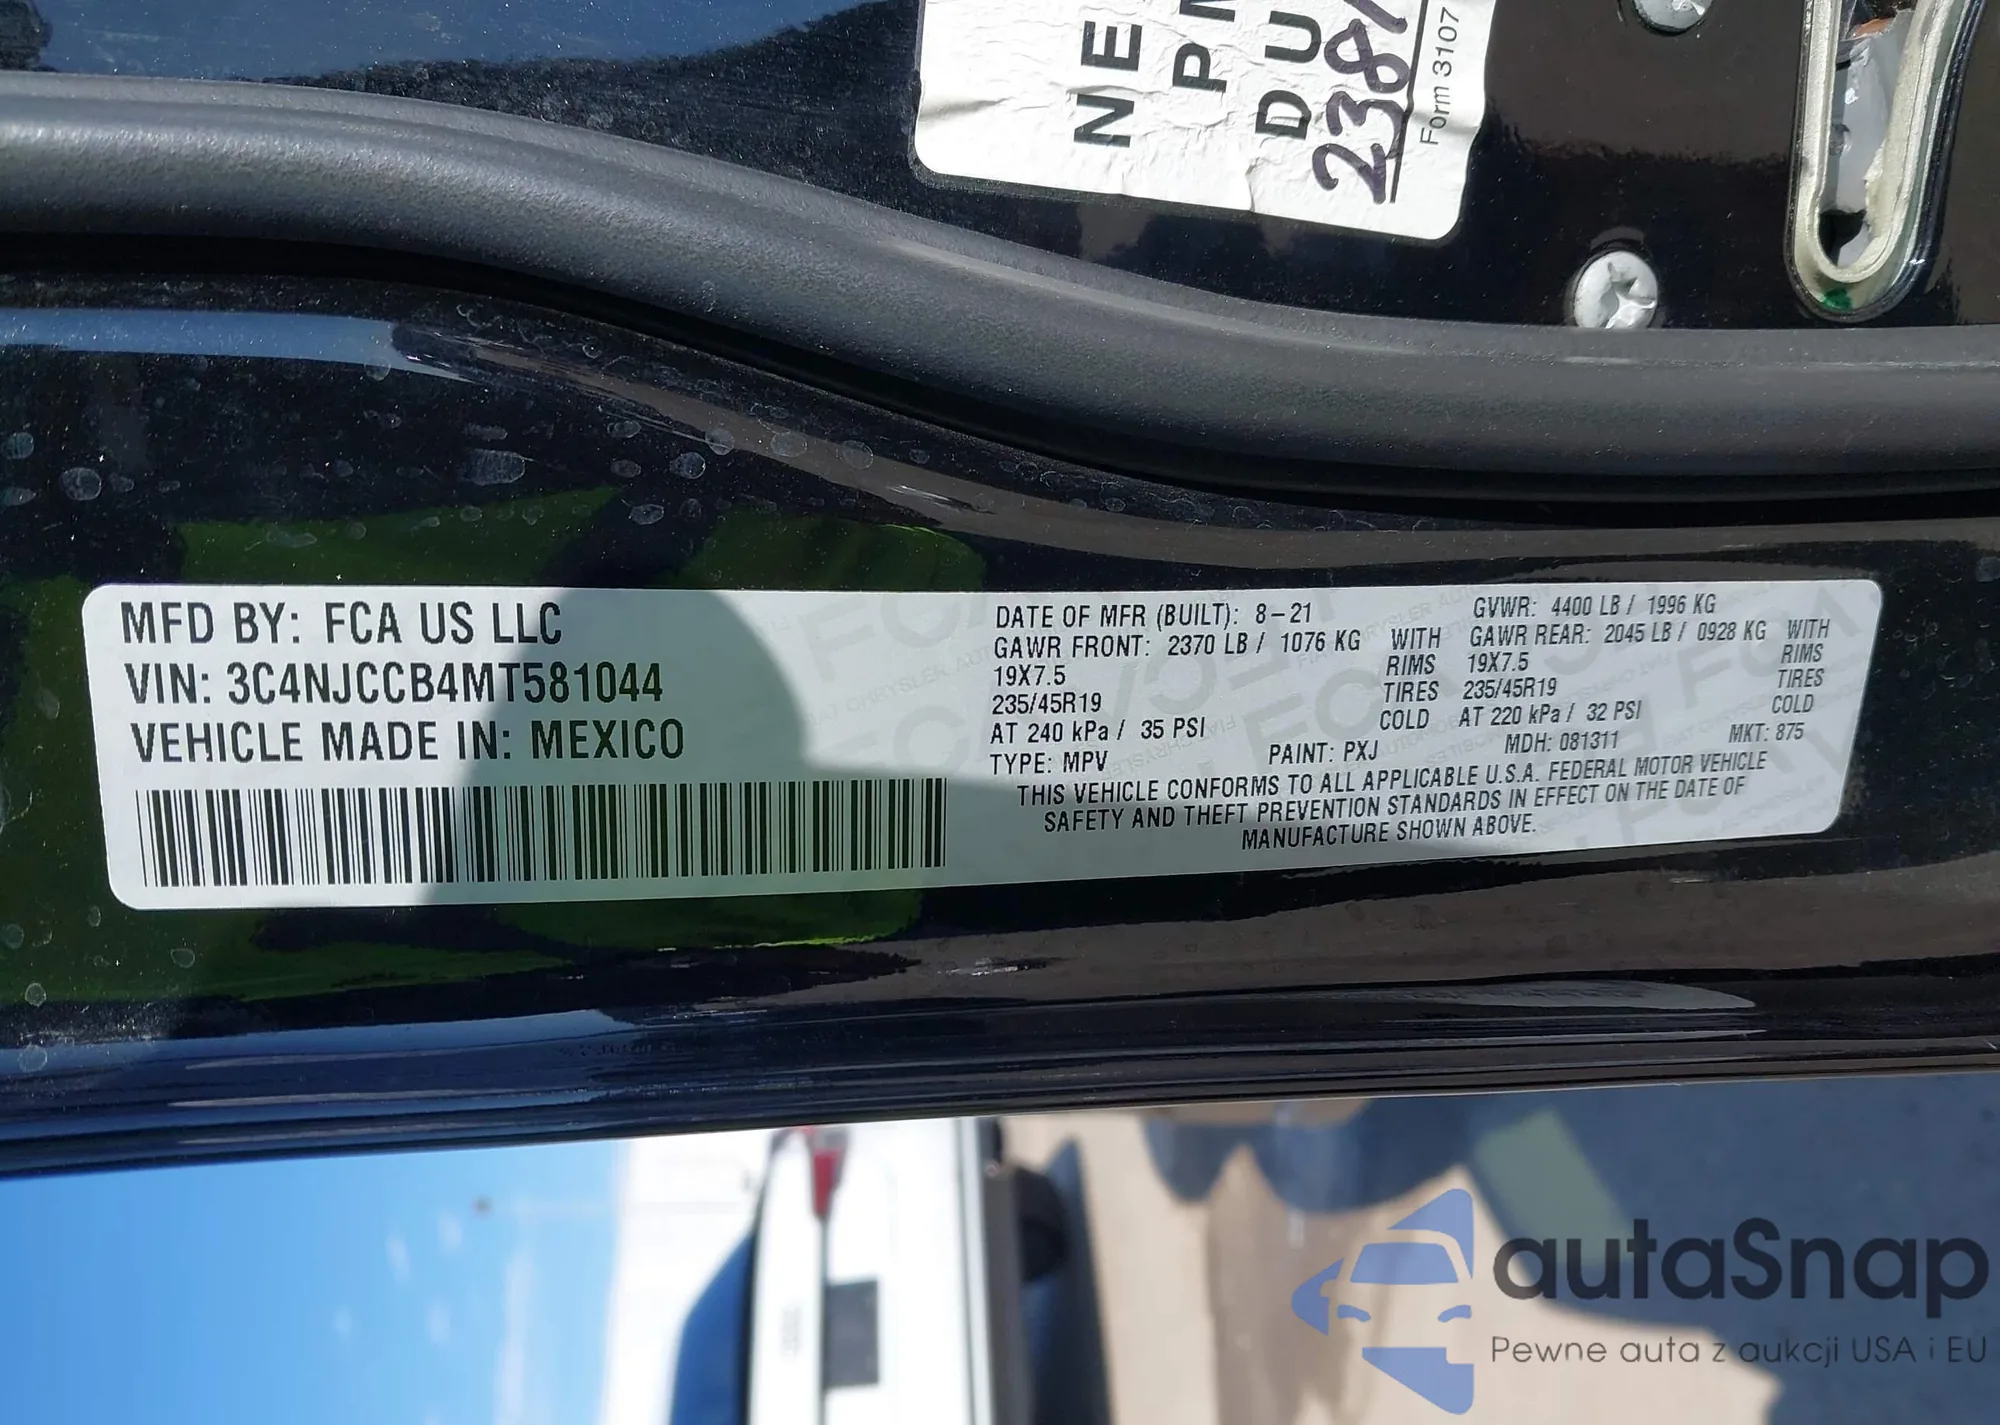 NE
DU
238
Form 3107
MFD BY: FCA US LLC
VIN: 3C4NJCCB4MT581044
VEHICLE MADE IN: MEXICO
DATE OF MFR (BUILT): 8-21 GVWR: 4400 LB / 1996 KG
GAWR FRONT: 2370 LB / 1076 KG WITH GAWR REAR: 2045 LB / 0928 KG WITH
19X7.5 RIMS 19X7.5 RIMS
235/45R19 TIRES 235/45R19 TIRES
AT 240 kPa / 35 PSI COLD AT 220 kPa / 32 PSI COLD
TYPE: MPV PAINT: PXJ MDH: 081311 MKT: 875
THIS VEHICLE CONFORMS TO ALL APPLICABLE U.S.A. FEDERAL MOTOR VEHICLE
SAFETY AND THEFT PREVENTION STANDARDS IN EFFECT ON THE DATE OF
MANUFACTURE SHOWN ABOVE.
autaSnap
Pewne auta z aukcji USA i EU